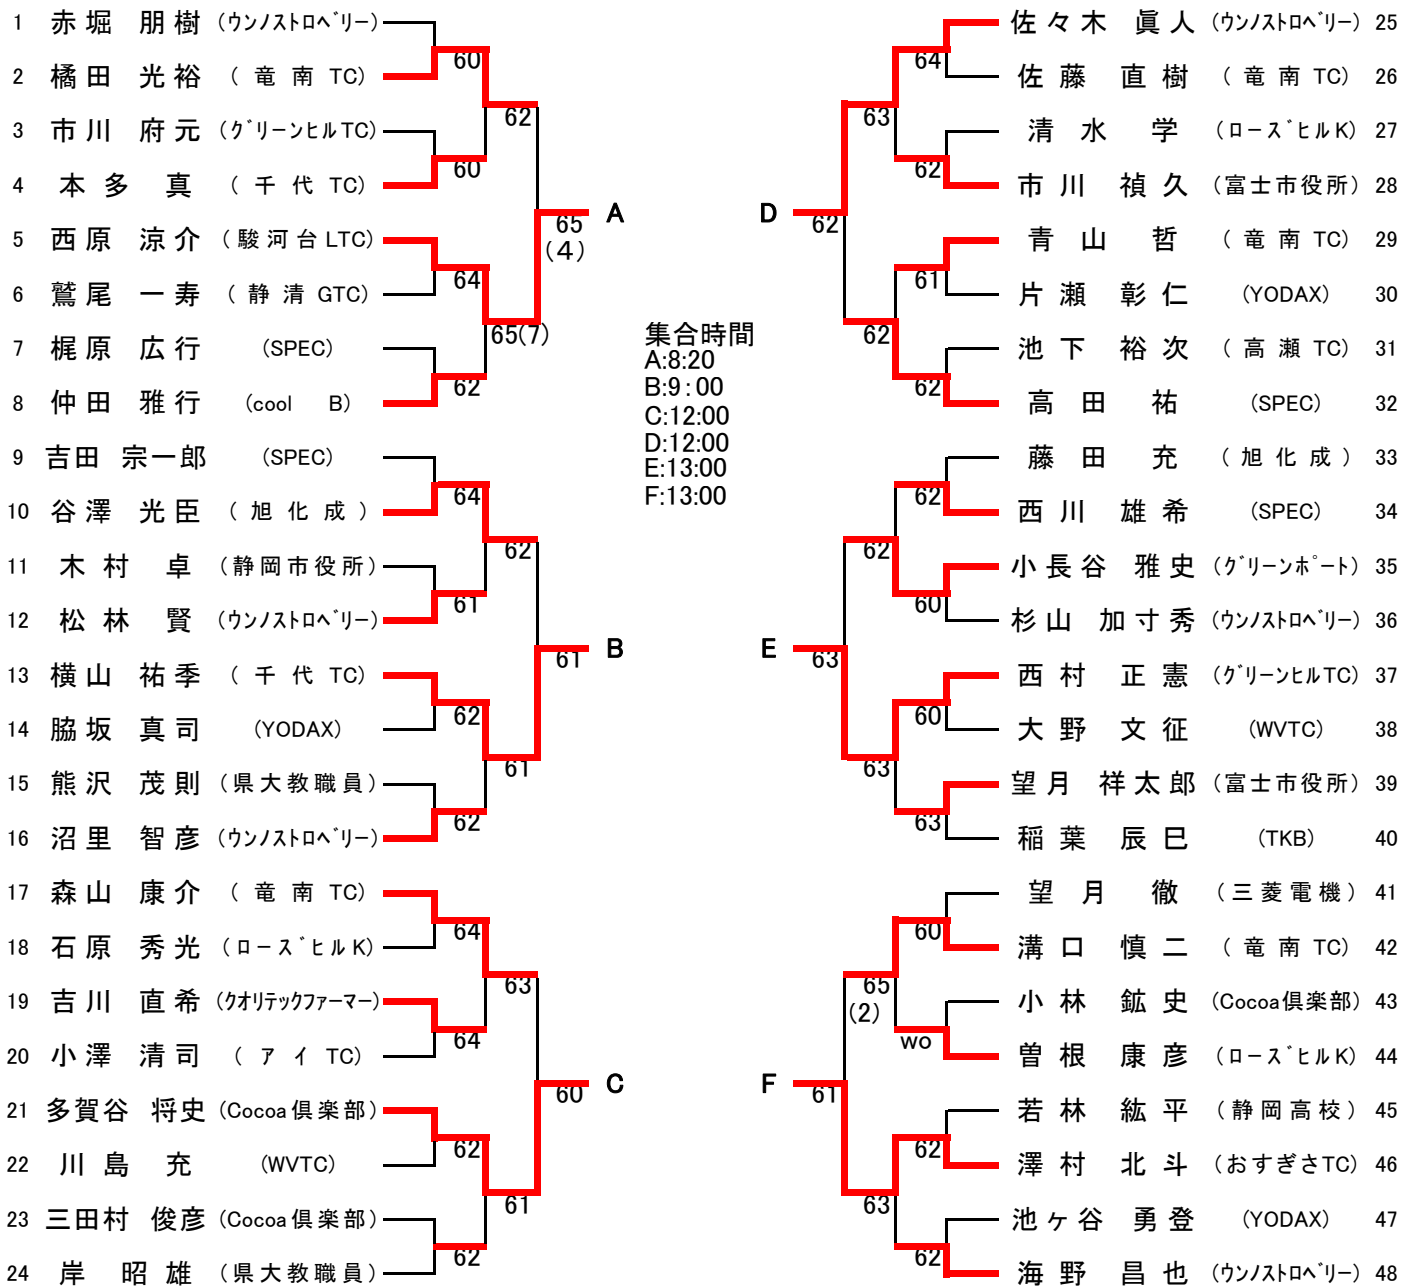 1 赤堀 朋樹 (ウンノストロベリー)
60
2 橘田 光裕 (竜南TC)
62
3 市川 府元 (グリーンヒルTC)
60
4 本多 真 (千代TC)
65
(4)
A
5 西原 涼介 (駿河台LTC)
64
6 鷲尾 一寿 (静清GTC)
65(7)
7 梶原 広行 (SPEC)
62
8 仲田 雅行 (cool B)
9 吉田 宗一郎 (SPEC)
64
10 谷澤 光臣 (旭化成)
62
11 木村 卓 (静岡市役所)
61
12 松林 賢 (ウンノストロベリー)
61
B
13 横山 祐季 (千代TC)
62
14 脇坂 真司 (YODAX)
61
15 熊沢 茂則 (県大教職員)
62
16 沼里 智彦 (ウンノストロベリー)
17 森山 康介 (竜南TC)
64
18 石原 秀光 (ローズヒルK)
63
19 吉川 直希 (クオリテックファーマー)
64
20 小澤 清司 (アイTC)
60
C
21 多賀谷 将史 (Cocoa倶楽部)
62
22 川島 充 (WVTC)
61
23 三田村 俊彦 (Cocoa倶楽部)
62
24 岸 昭雄 (県大教職員)
集合時間
A:8:20
B:9:00
C:12:00
D:12:00
E:13:00
F:13:00
佐々木 眞人 (ウンノストロベリー) 25
64
佐藤 直樹 (竜南TC) 26
63
清水 学 (ローズヒルK) 27
62
市川 禎久 (富士市役所) 28
D
62
青山 哲 (竜南TC) 29
61
片瀬 彰仁 (YODAX) 30
62
池下 裕次 (高瀬TC) 31
62
高田 祐 (SPEC) 32
藤田 充 (旭化成) 33
62
西川 雄希 (SPEC) 34
62
小長谷 雅史 (グリーンポート) 35
60
杉山 加寸秀 (ウンノストロベリー) 36
E
63
西村 正憲 (グリーンヒルTC) 37
60
大野 文征 (WVTC) 38
63
望月 祥太郎 (富士市役所) 39
63
稲葉 辰巳 (TKB) 40
望月 徹 (三菱電機) 41
60
溝口 慎二 (竜南TC) 42
65
(2)
小林 鉱史 (Cocoa倶楽部) 43
wo
曽根 康彦 (ローズヒルK) 44
F
61
若林 紘平 (静岡高校) 45
62
澤村 北斗 (おすぎさTC) 46
63
池ヶ谷 勇登 (YODAX) 47
62
海野 昌也 (ウンノストロベリー) 48